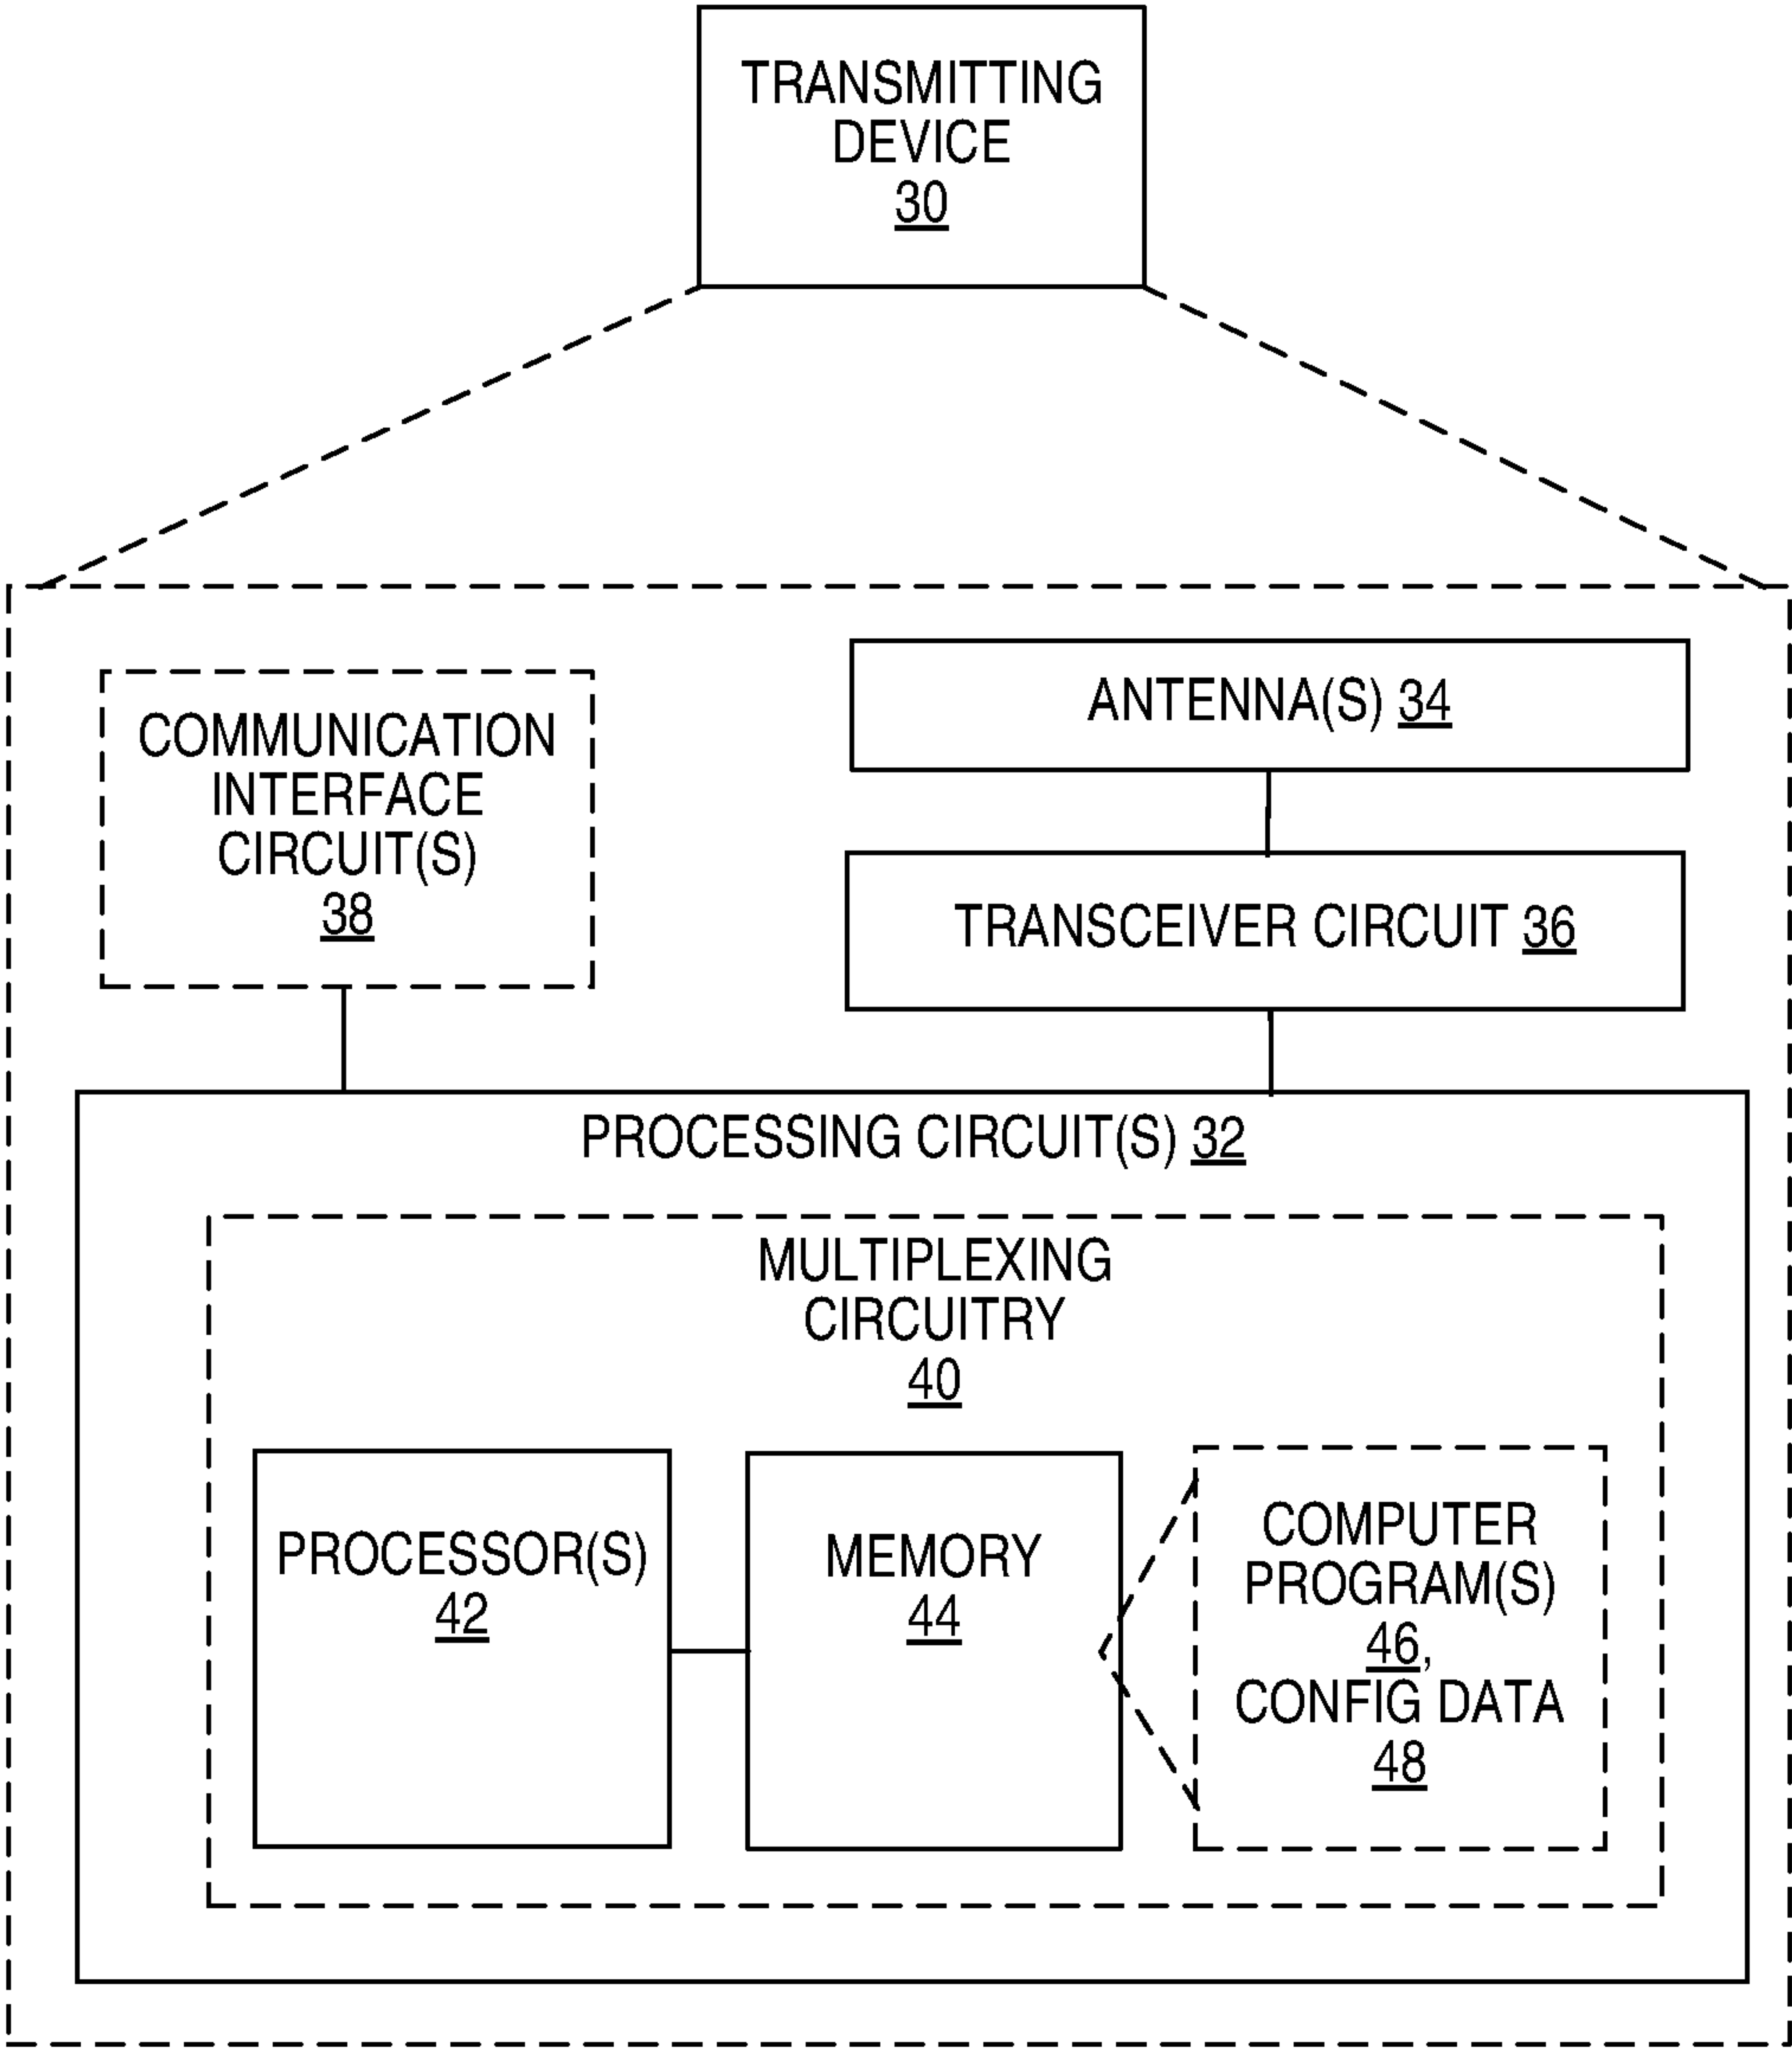 TRANSMITTING
DEVICE
30
COMMUNICATION
INTERFACE
CIRCUIT(S)
38
ANTENNA(S) 34
TRANSCEIVER CIRCUIT 36
PROCESSING CIRCUIT(S) 32
MULTIPLEXING
CIRCUITRY
40
PROCESSOR(S)
42
MEMORY
44
COMPUTER
PROGRAM(S)
46,
CONFIG DATA
48